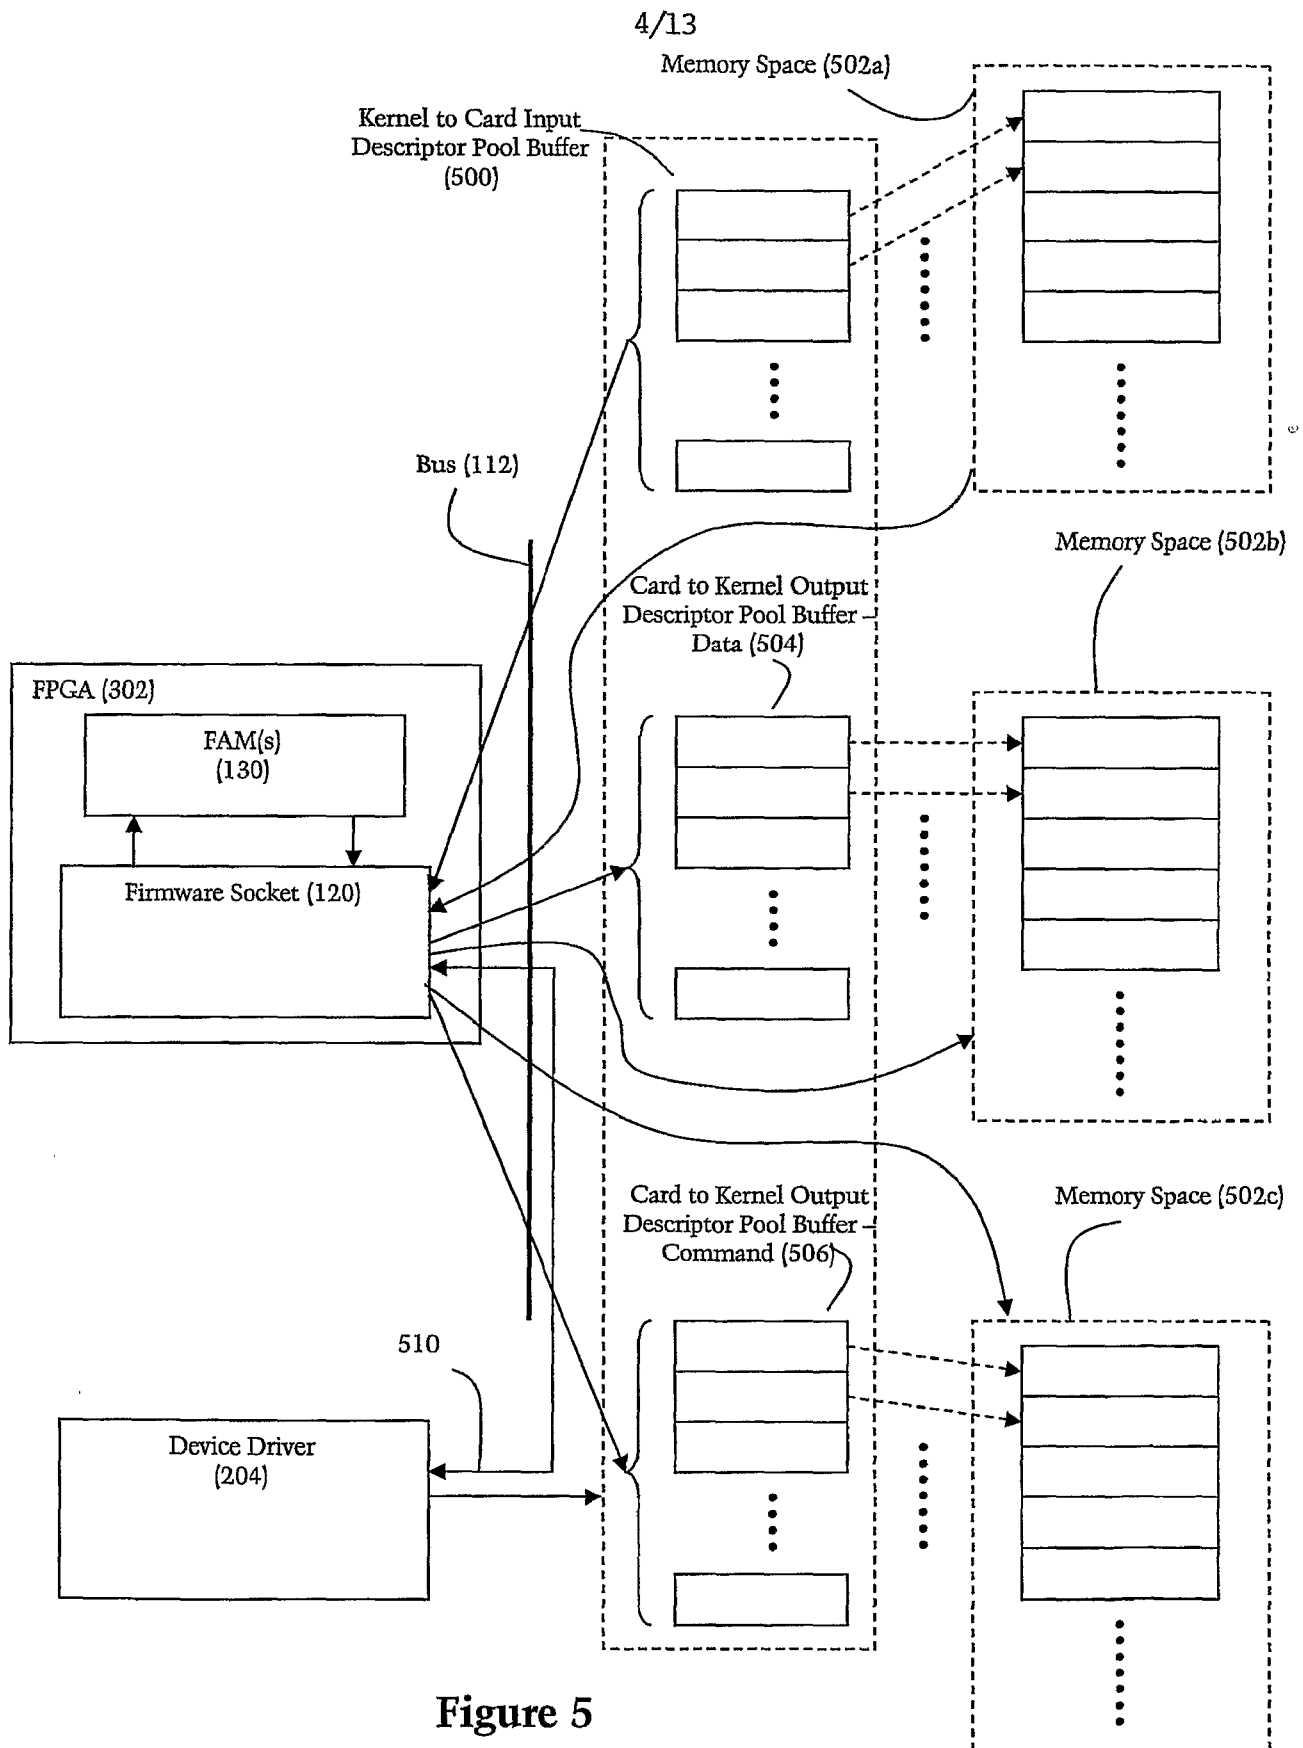 4/13
Memory Space (502a)
Kernel to Card Input
Descriptor Pool Buffer
(500)
Bus (112)
Memory Space (502b)
Card to Kernel Output
Descriptor Pool Buffer –
Data (504)
FPGA (302)
FAM(s)
(130)
Firmware Socket (120)
Card to Kernel Output
Descriptor Pool Buffer –
Command (506)
Memory Space (502c)
510
Device Driver
(204)
Figure 5